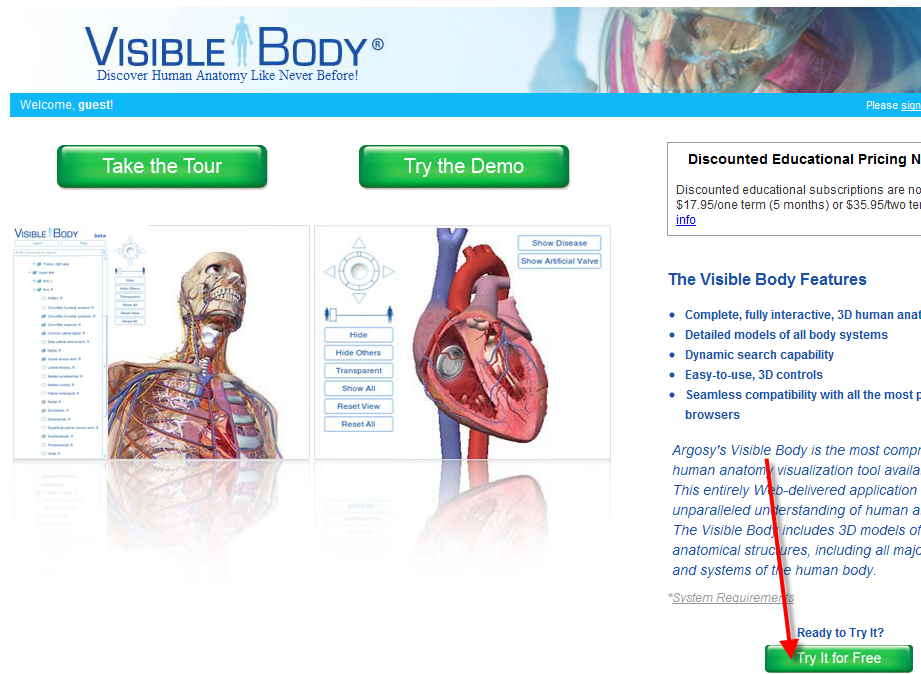 VISIBLE BODY®
Discover Human Anatomy Like Never Before!
Welcome, guest!
Please sign
Take the Tour
Try the Demo
VISIBLE BODY beta
Hide
Hide Others
Transparent
Show All
Reset View
Reset All
Show Disease
Show Artificial Valve
Hide
Hide Others
Transparent
Show All
Reset View
Reset All
Discounted Educational Pricing N
Discounted educational subscriptions are no
$17.95/one term (5 months) or $35.95/two te
info
The Visible Body Features
Complete, fully interactive, 3D human anat
Detailed models of all body systems
Dynamic search capability
Easy-to-use, 3D controls
Seamless compatibility with all the most p
browsers
Argosy's Visible Body is the most compr
human anatomy visualization tool availa
This entirely Web-delivered application
unparalleled understanding of human a
The Visible Body includes 3D models of
anatomical structures, including all majo
and systems of the human body.
*System Requirements
Ready to Try It?
Try It for Free